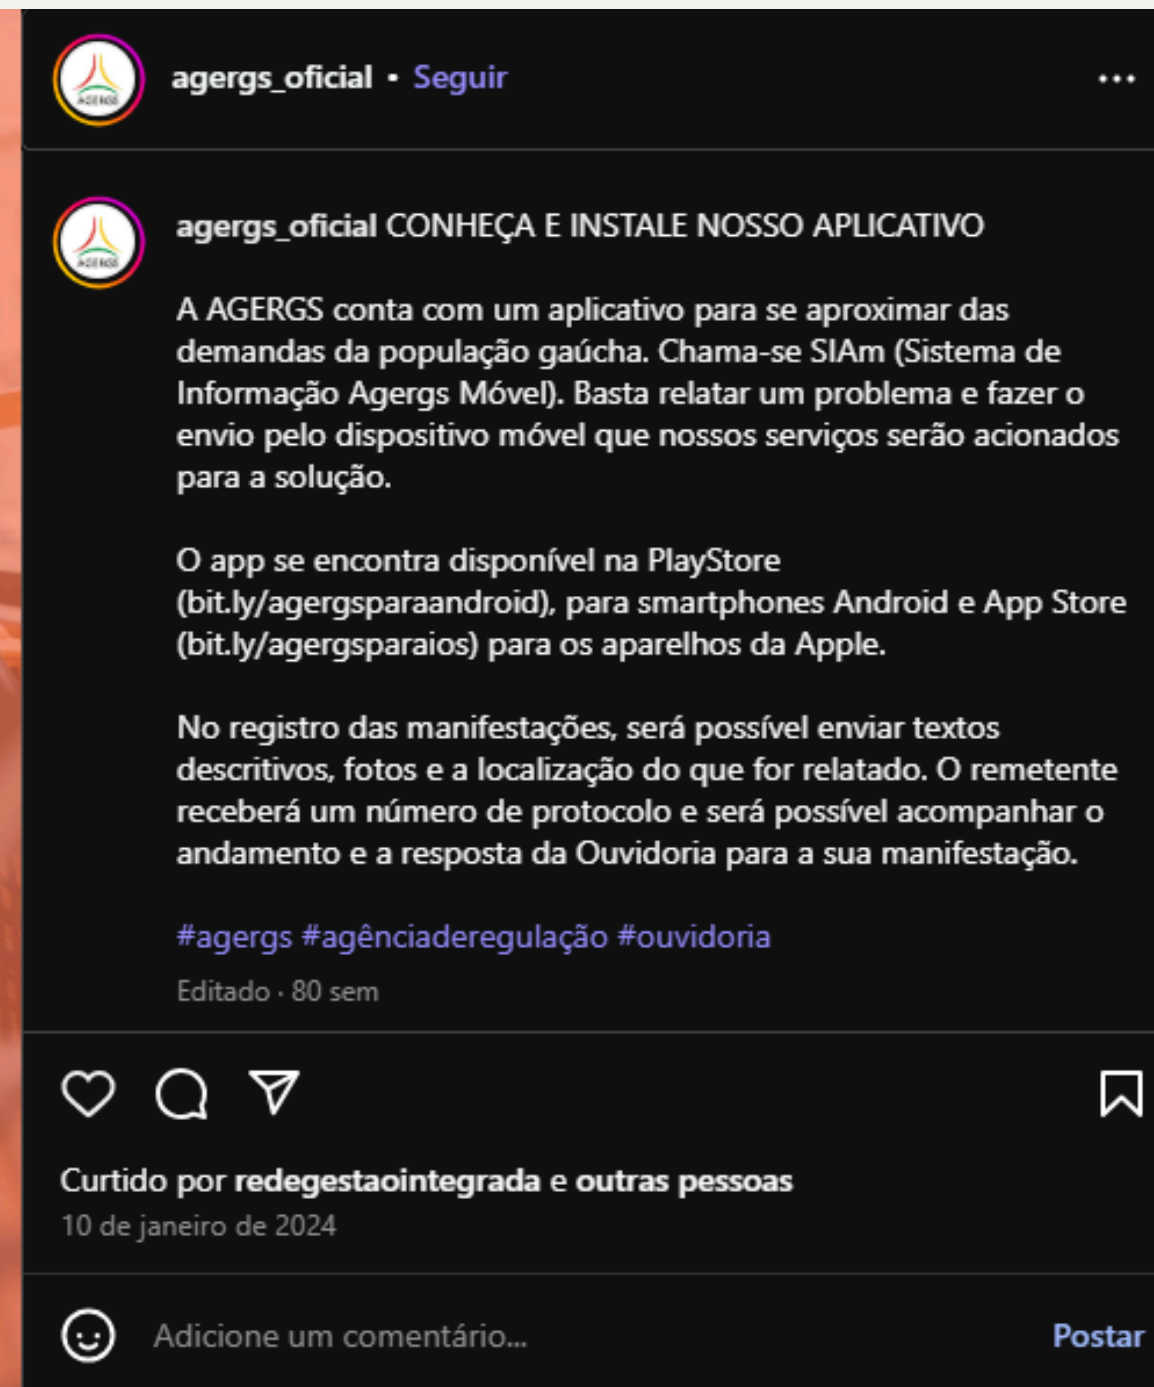 agergs_oficial • Seguir
AGERGS
agergs_oficial CONHEÇA E INSTALE NOSSO APLICATIVO
AGERGS
A AGERGS conta com um aplicativo para se aproximar das
demandas da população gaúcha. Chama-se SIAm (Sistema de
Informação Agergs Móvel). Basta relatar um problema e fazer o
envio pelo dispositivo móvel que nossos serviços serão acionados
para a solução.
O app se encontra disponível na PlayStore
(bit.ly/agergsparaandroid), para smartphones Android e App Store
(bit.ly/agergsparaios) para os aparelhos da Apple.
No registro das manifestações, será possível enviar textos
descritivos, fotos e a localização do que for relatado. O remetente
receberá um número de protocolo e será possível acompanhar o
andamento e a resposta da Ouvidoria para a sua manifestação.
#agergs #agênciaderegulação #ouvidoria
Editado · 80 sem
Curtido por redegestaointegrada e outras pessoas
10 de janeiro de 2024
Adicione um comentário...
Postar